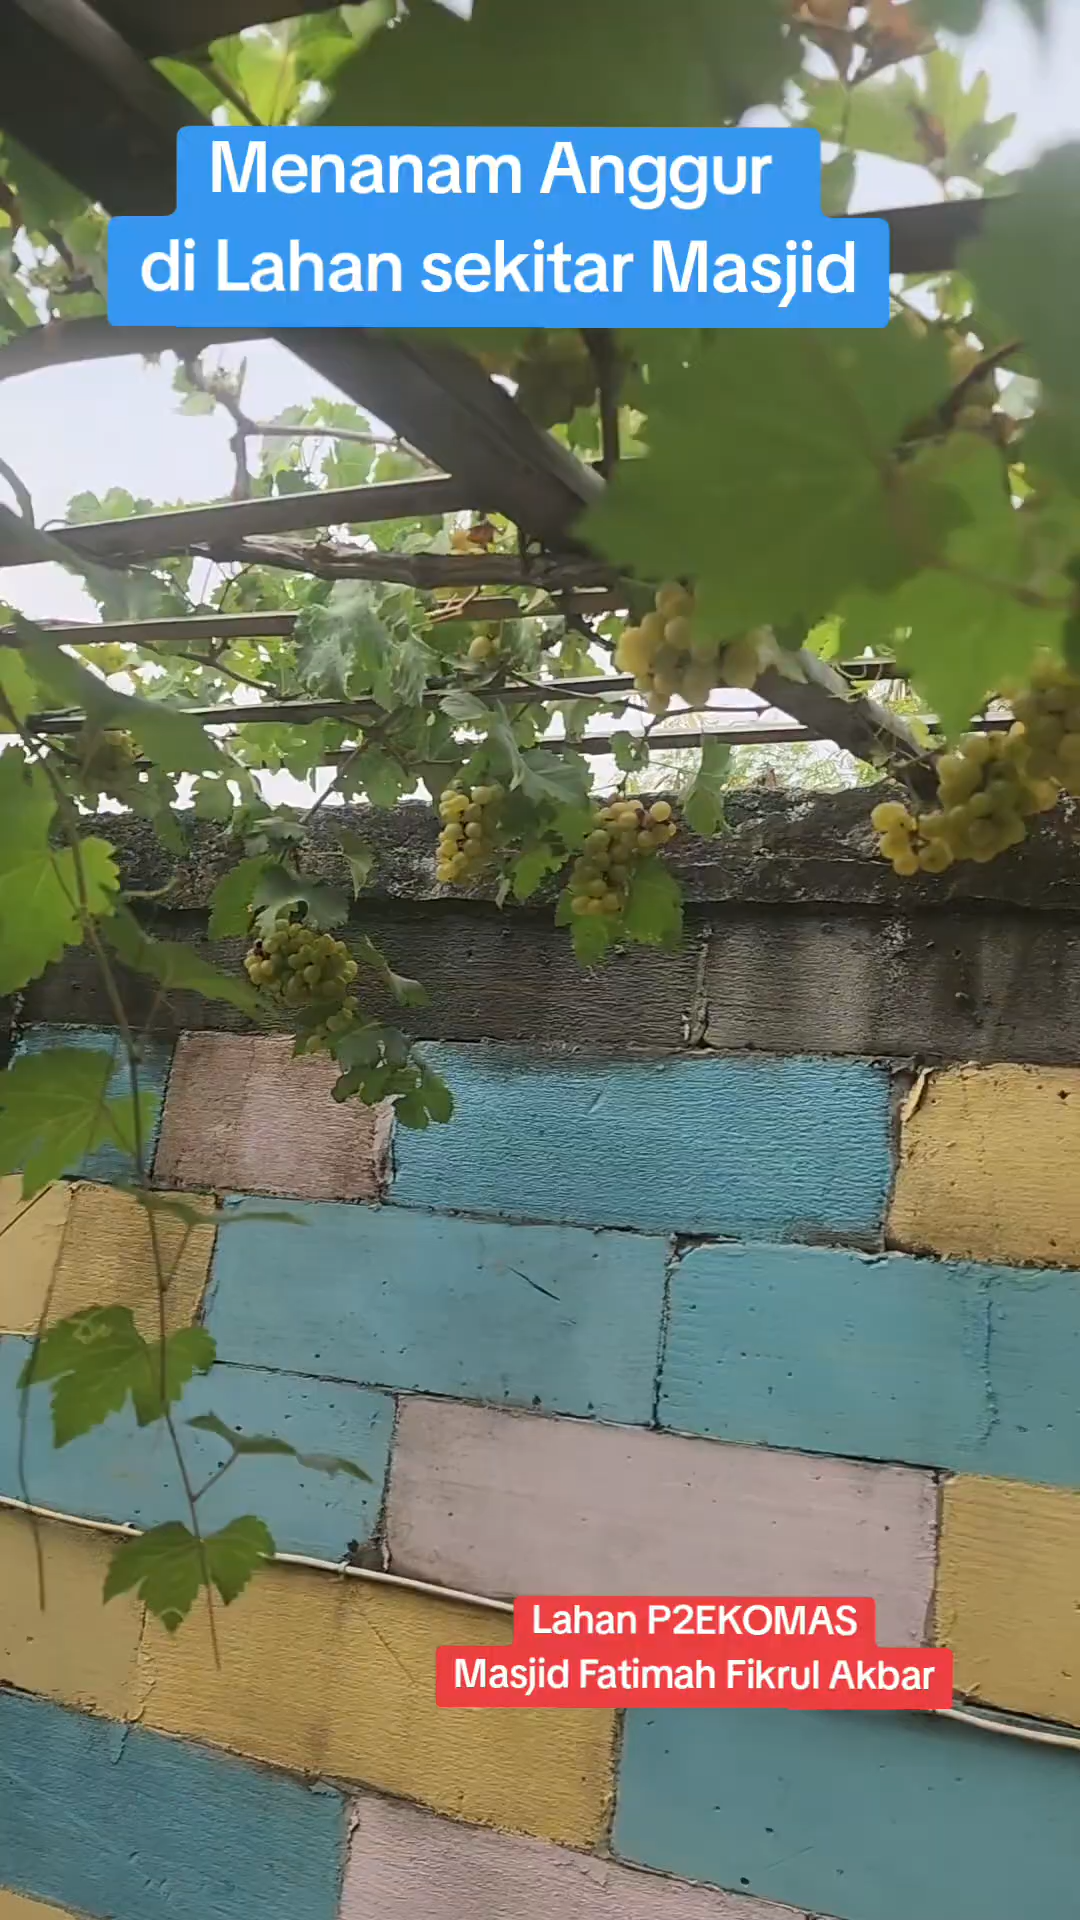 Menanam Anggur
di Lahan sekitar Masjid
Lahan P2EKOMAS
Masjid Fatimah Fikrul Akbar